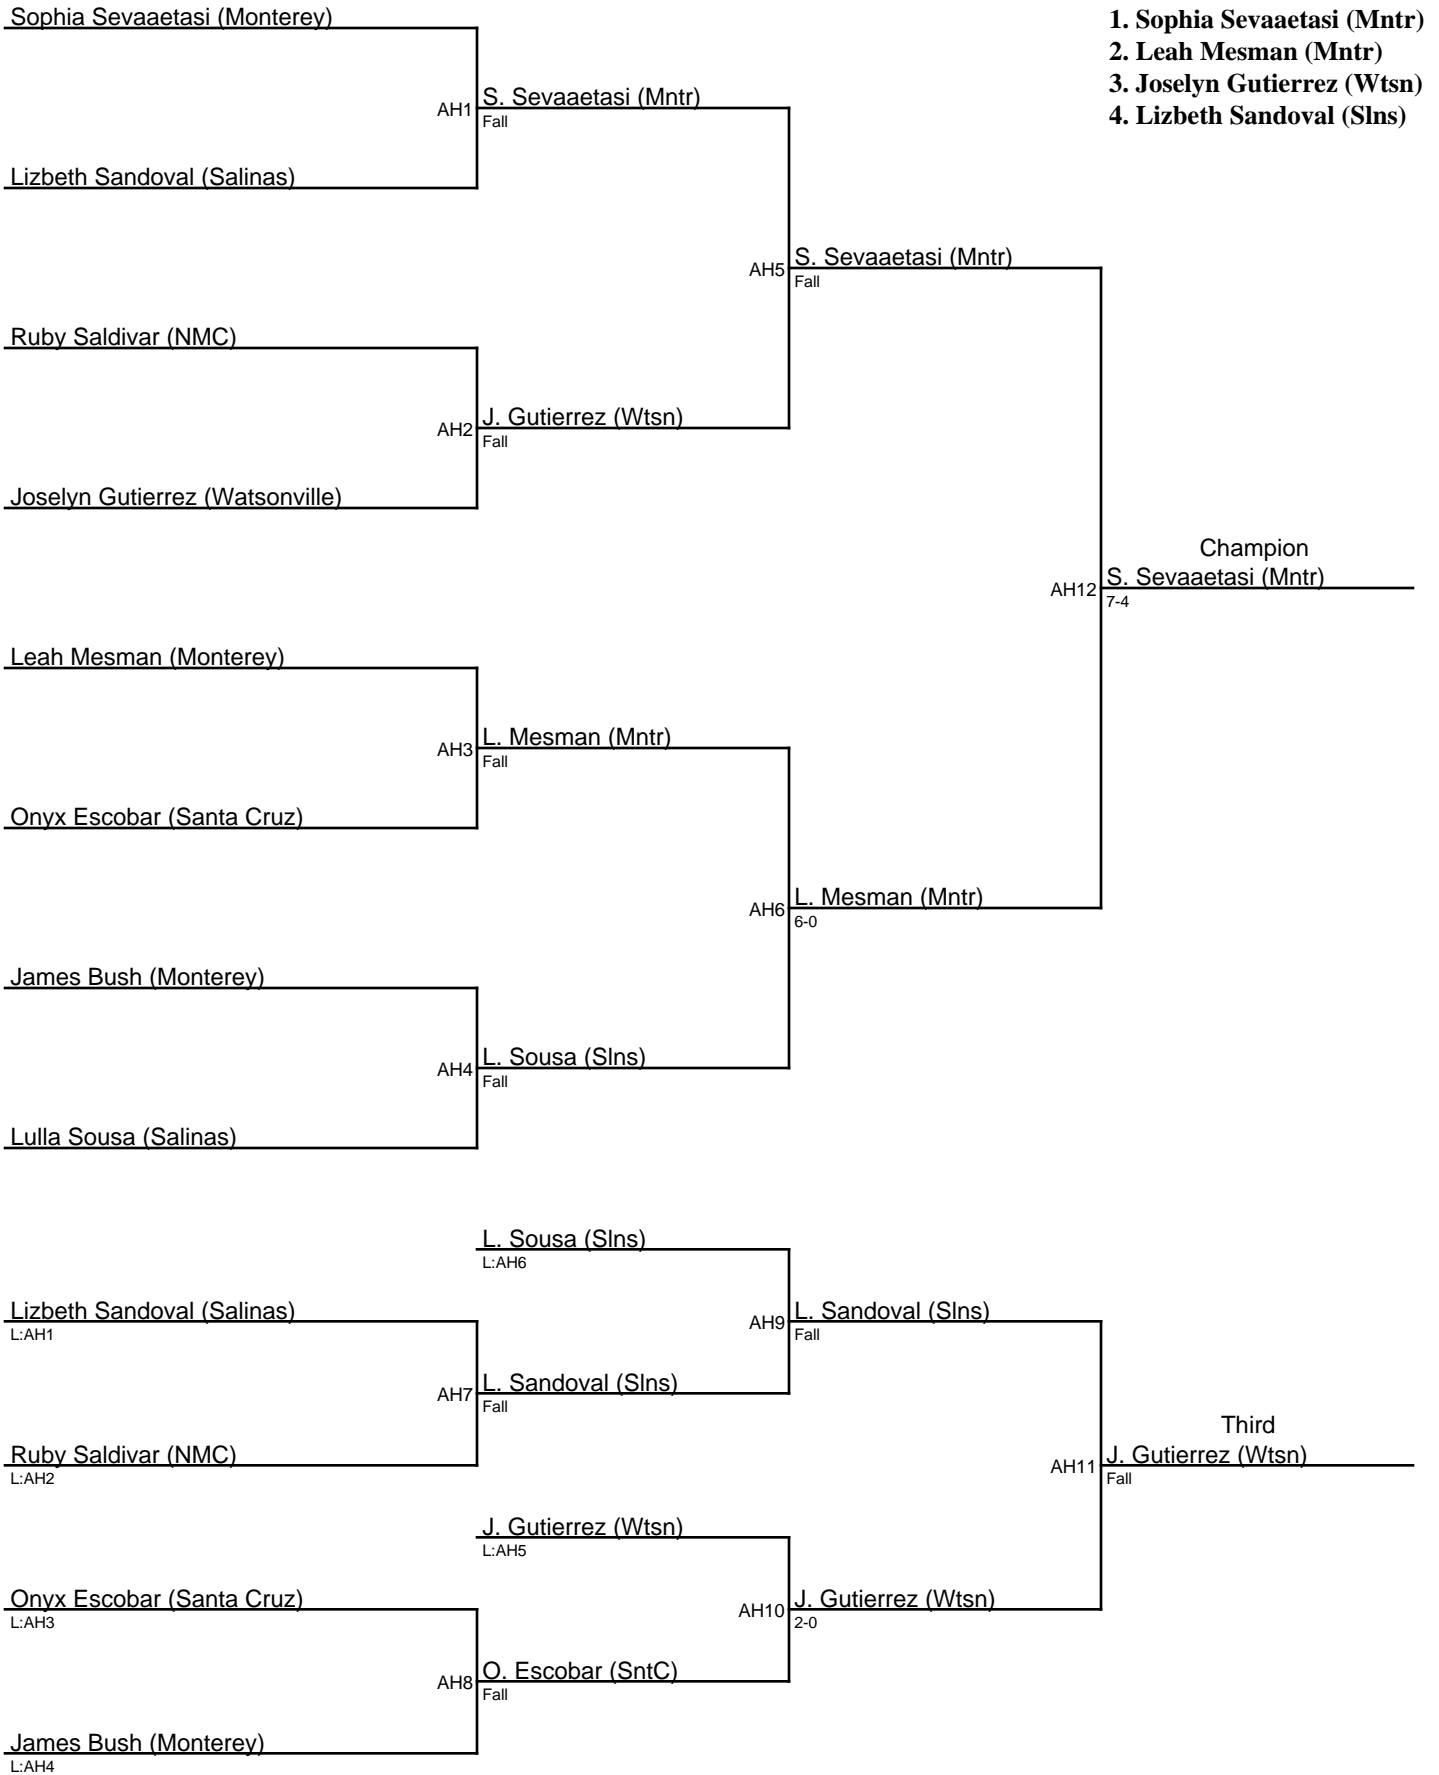 Sophia Sevaaetasi (Monterey)
1. Sophia Sevaaetasi (Mntr)
2. Leah Mesman (Mntr)
3. Joselyn Gutierrez (Wtsn)
4. Lizbeth Sandoval (Slns)
AH1
S. Sevaaetasi (Mntr)
Fall
Lizbeth Sandoval (Salinas)
AH5
S. Sevaaetasi (Mntr)
Fall
Ruby Saldivar (NMC)
AH2
J. Gutierrez (Wtsn)
Fall
Joselyn Gutierrez (Watsonville)
Champion
AH12
S. Sevaaetasi (Mntr)
7-4
Leah Mesman (Monterey)
AH3
L. Mesman (Mntr)
Fall
Onyx Escobar (Santa Cruz)
AH6
L. Mesman (Mntr)
6-0
James Bush (Monterey)
AH4
L. Sousa (Slns)
Fall
Lulla Sousa (Salinas)
L. Sousa (Slns)
L:AH6
Lizbeth Sandoval (Salinas)
L:AH1
AH9
L. Sandoval (Slns)
Fall
AH7
L. Sandoval (Slns)
Fall
Ruby Saldivar (NMC)
L:AH2
Third
AH11
J. Gutierrez (Wtsn)
Fall
J. Gutierrez (Wtsn)
L:AH5
Onyx Escobar (Santa Cruz)
L:AH3
AH10
J. Gutierrez (Wtsn)
2-0
AH8
O. Escobar (SntC)
Fall
James Bush (Monterey)
L:AH4